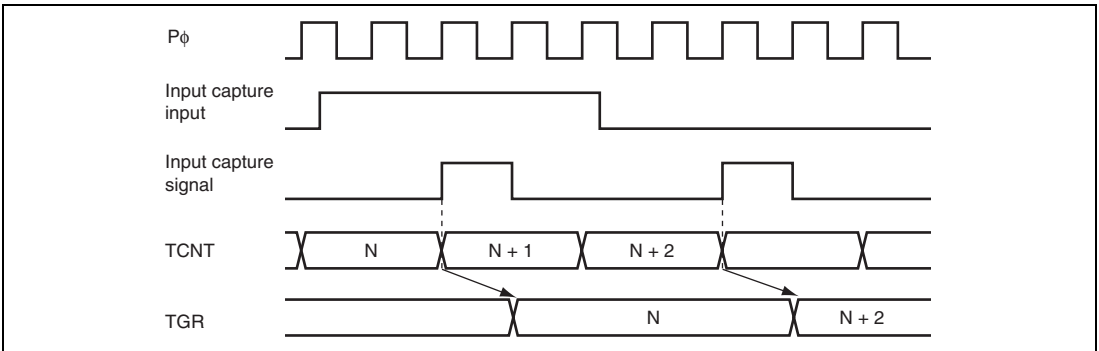 Pϕ
Input capture
input
Input capture
signal
TCNT
N
N + 1
N + 2
TGR
N
N + 2